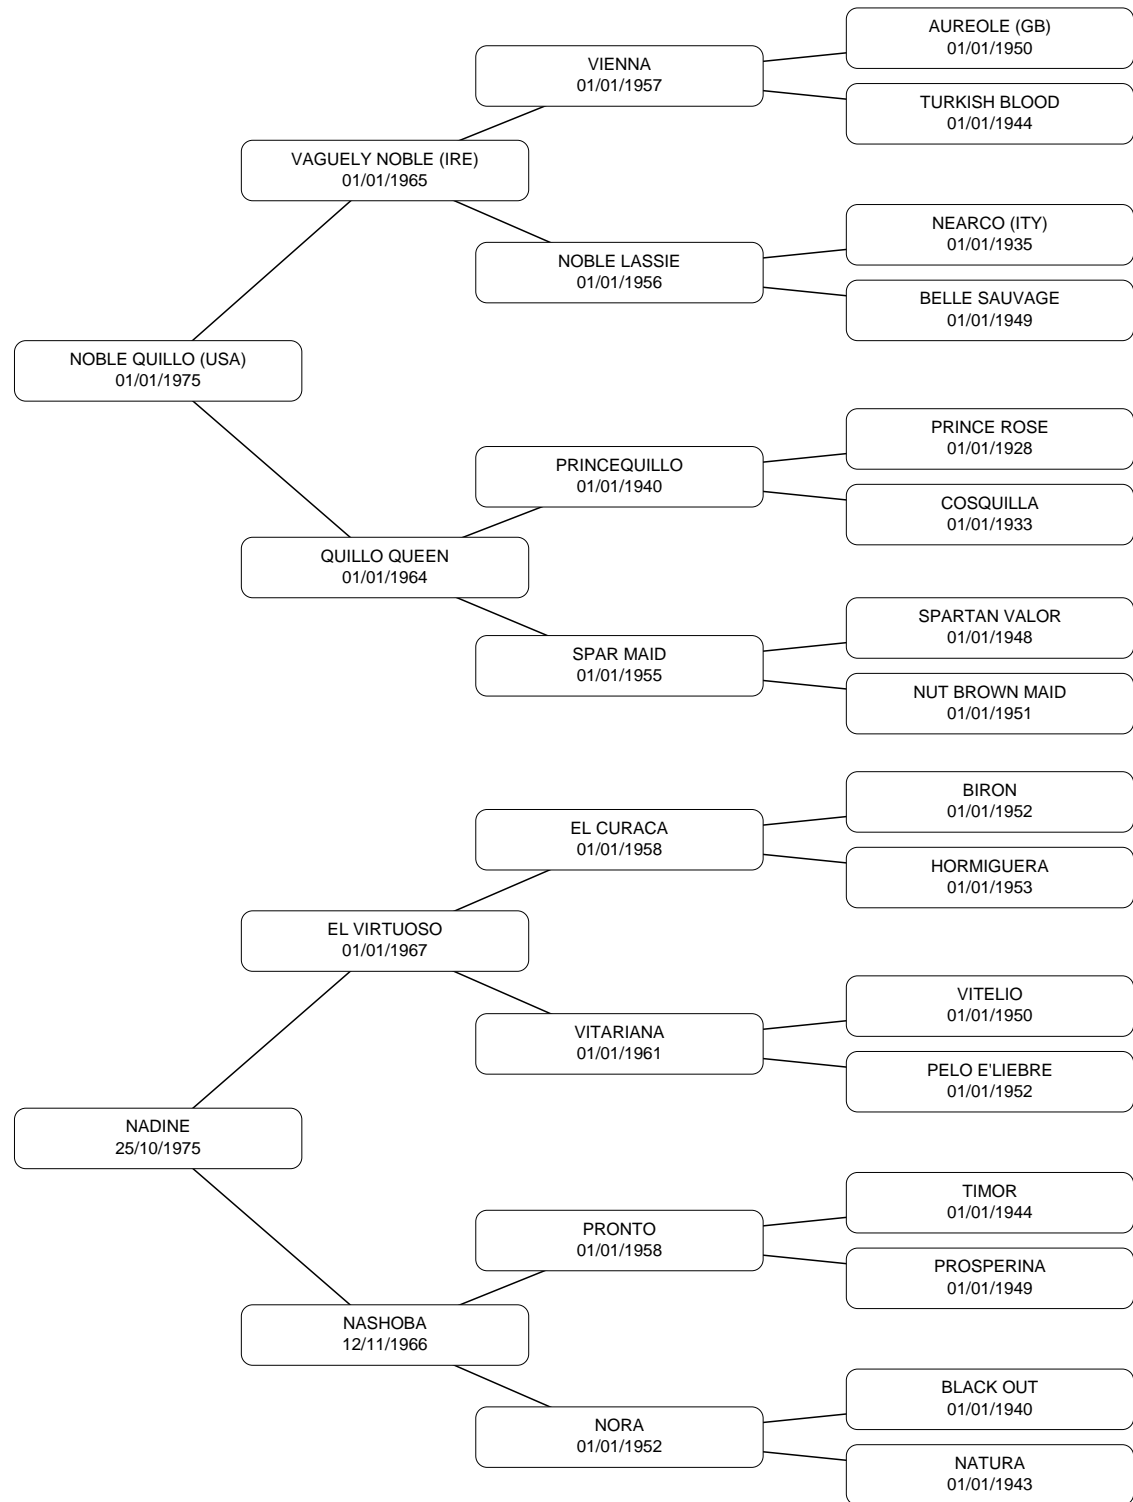 AUREOLE (GB)
01/01/1950
VIENNA
01/01/1957
TURKISH BLOOD
01/01/1944
VAGUELY NOBLE (IRE)
01/01/1965
NEARCO (ITY)
01/01/1935
NOBLE LASSIE
01/01/1956
BELLE SAUVAGE
01/01/1949
NOBLE QUILLO (USA)
01/01/1975
PRINCE ROSE
01/01/1928
PRINCEQUILLO
01/01/1940
COSQUILLA
01/01/1933
QUILLO QUEEN
01/01/1964
SPARTAN VALOR
01/01/1948
SPAR MAID
01/01/1955
NUT BROWN MAID
01/01/1951
BIRON
01/01/1952
EL CURACA
01/01/1958
HORMIGUERA
01/01/1953
EL VIRTUOSO
01/01/1967
VITELIO
01/01/1950
VITARIANA
01/01/1961
PELO E'LIEBRE
01/01/1952
NADINE
25/10/1975
TIMOR
01/01/1944
PRONTO
01/01/1958
PROSPERINA
01/01/1949
NASHOBA
12/11/1966
BLACK OUT
01/01/1940
NORA
01/01/1952
NATURA
01/01/1943